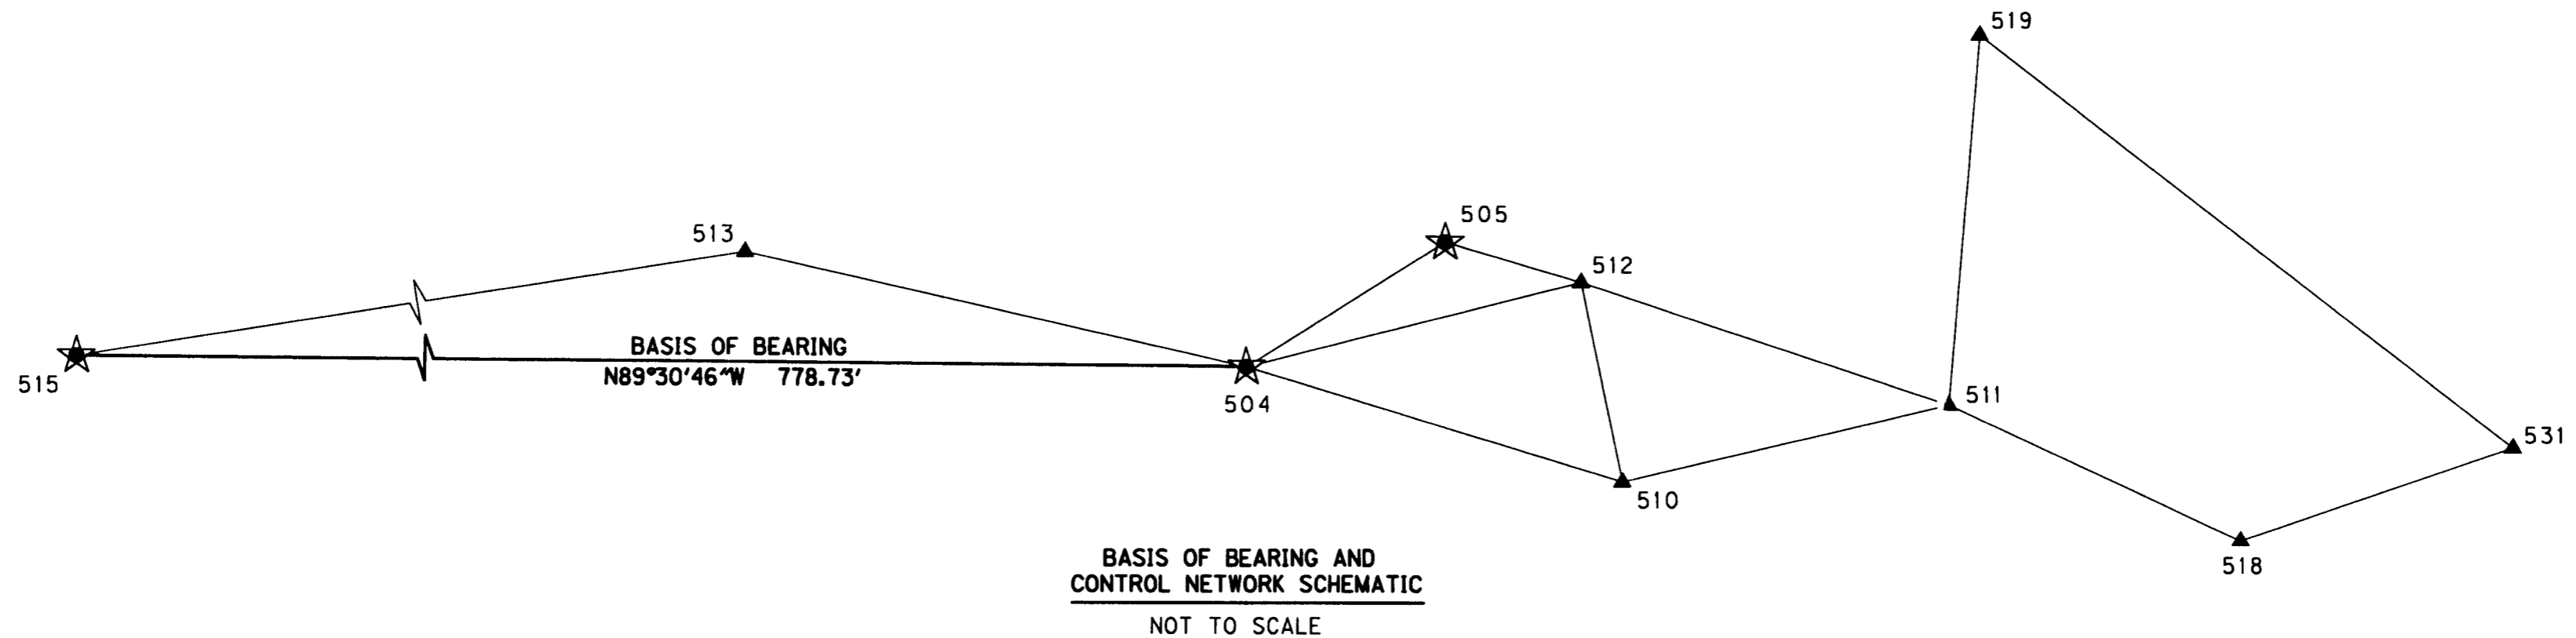 519
505
513
512
BASIS OF BEARING
N89°30'46"W 778.73'
515
504
511
531
510
518
BASIS OF BEARING AND
CONTROL NETWORK SCHEMATIC
NOT TO SCALE